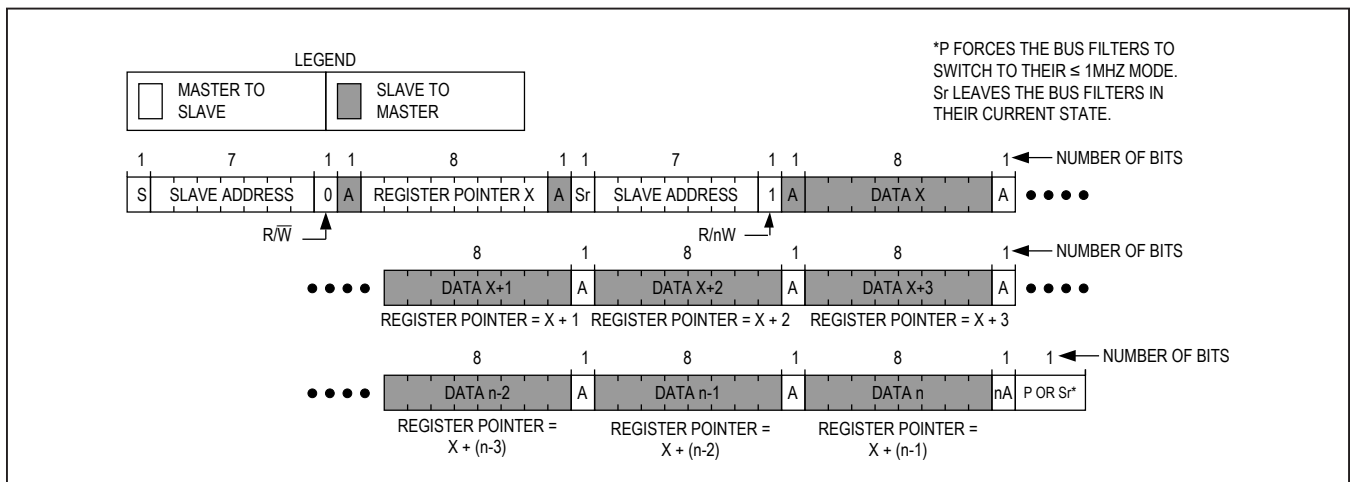 LEGEND
MASTER TO
SLAVE
SLAVE TO
MASTER
*P FORCES THE BUS FILTERS TO
SWITCH TO THEIR ≤ 1MHZ MODE.
Sr LEAVES THE BUS FILTERS IN
THEIR CURRENT STATE.
1 7 1 1 8 1 1 7 1 1 8 1 NUMBER OF BITS
S SLAVE ADDRESS 0 A REGISTER POINTER X A Sr SLAVE ADDRESS 1 A DATA X A
R/W̅ R/nW
8 1 8 1 8 1 NUMBER OF BITS
DATA X+1 A DATA X+2 A DATA X+3 A
REGISTER POINTER = X + 1 REGISTER POINTER = X + 2 REGISTER POINTER = X + 3
8 1 8 1 8 1 1 NUMBER OF BITS
DATA n-2 A DATA n-1 A DATA n nA P OR Sr*
REGISTER POINTER = REGISTER POINTER = REGISTER POINTER =
X + (n-3) X + (n-2) X + (n-1)